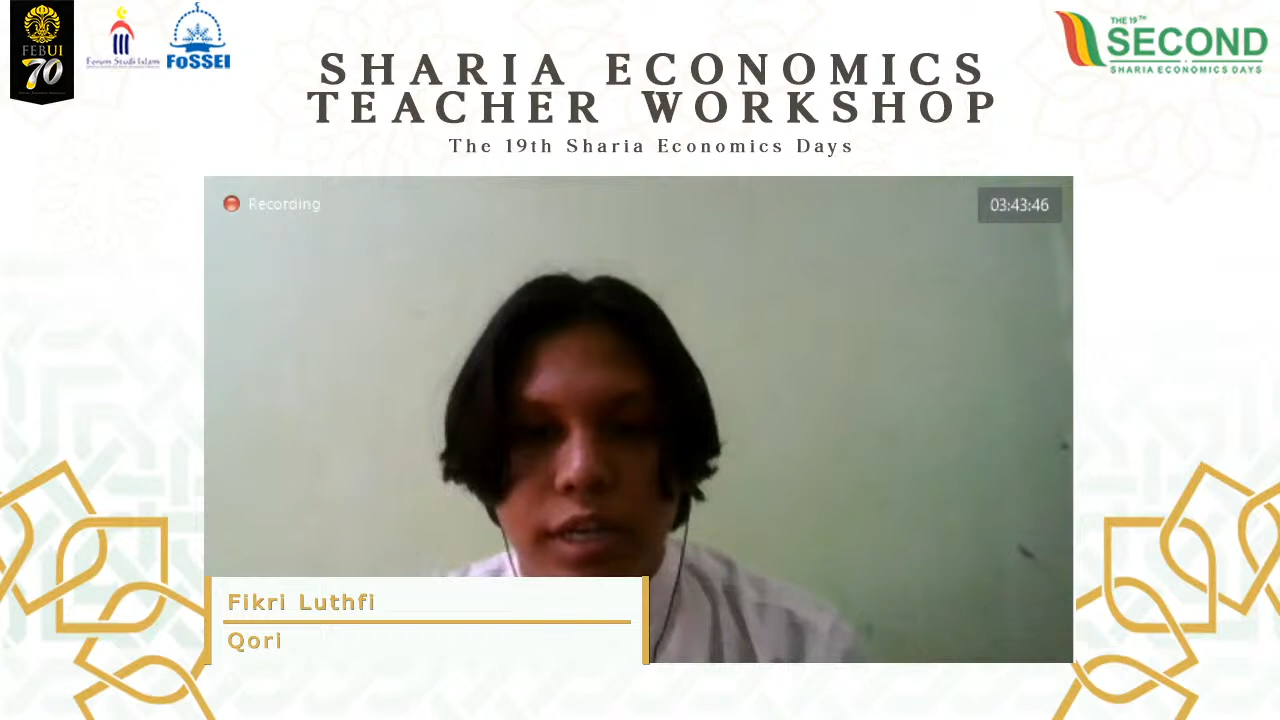 FEBUI
70
Forum Studi Islam
FoSSEI
THE 19TH
SECOND
SHARIA ECONOMICS DAYS
SHARIA ECONOMICS
TEACHER WORKSHOP
The 19th Sharia Economics Days
Recording
03:43:46
Fikri Luthfi
Qori